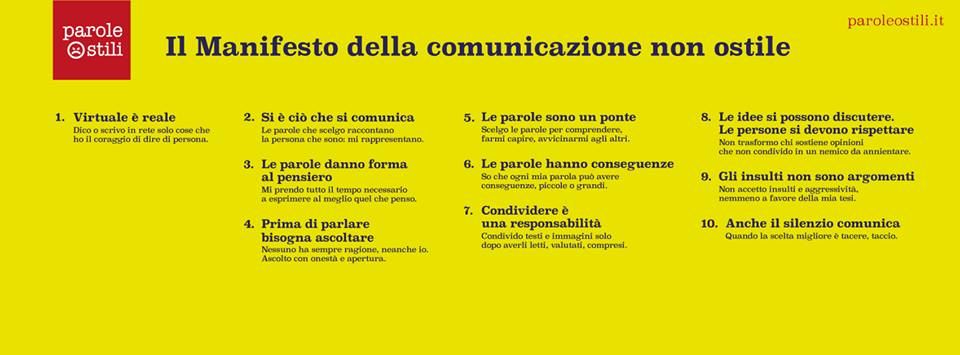 parole
ostili
paroleostili.it
Il Manifesto della comunicazione non ostile
1. Virtuale è reale
Dico o scrivo in rete solo cose che
ho il coraggio di dire di persona.
2. Si è ciò che si comunica
Le parole che scelgo raccontano
la persona che sono: mi rappresentano.
3. Le parole danno forma
al pensiero
Mi prendo tutto il tempo necessario
a esprimere al meglio quel che penso.
4. Prima di parlare
bisogna ascoltare
Nessuno ha sempre ragione, neanche io.
Ascolto con onestà e apertura.
5. Le parole sono un ponte
Scelgo le parole per comprendere,
farmi capire, avvicinarmi agli altri.
6. Le parole hanno conseguenze
So che ogni mia parola può avere
conseguenze, piccole o grandi.
7. Condividere è
una responsabilità
Condivido testi e immagini solo
dopo averli letti, valutati, compresi.
8. Le idee si possono discutere.
Le persone si devono rispettare
Non trasformo chi sostiene opinioni
che non condivido in un nemico da annientare.
9. Gli insulti non sono argomenti
Non accetto insulti e aggressività,
nemmeno a favore della mia tesi.
10. Anche il silenzio comunica
Quando la scelta migliore è tacere, taccio.